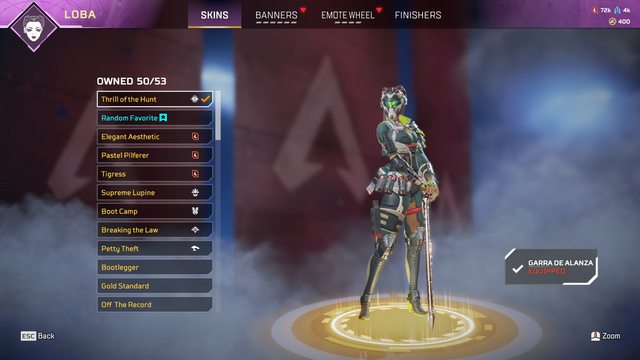 LOBA
SKINS
BANNERS
EMOTE WHEEL
FINISHERS
72k
4k
400
OWNED 50/53
Thrill of the Hunt
Random Favorite
Elegant Aesthetic
Pastel Pilferer
Tigress
Supreme Lupine
Boot Camp
Breaking the Law
Petty Theft
Bootlegger
Gold Standard
Off The Record
GARRA DE ALANZA
EQUIPPED
ESC Back
Zoom